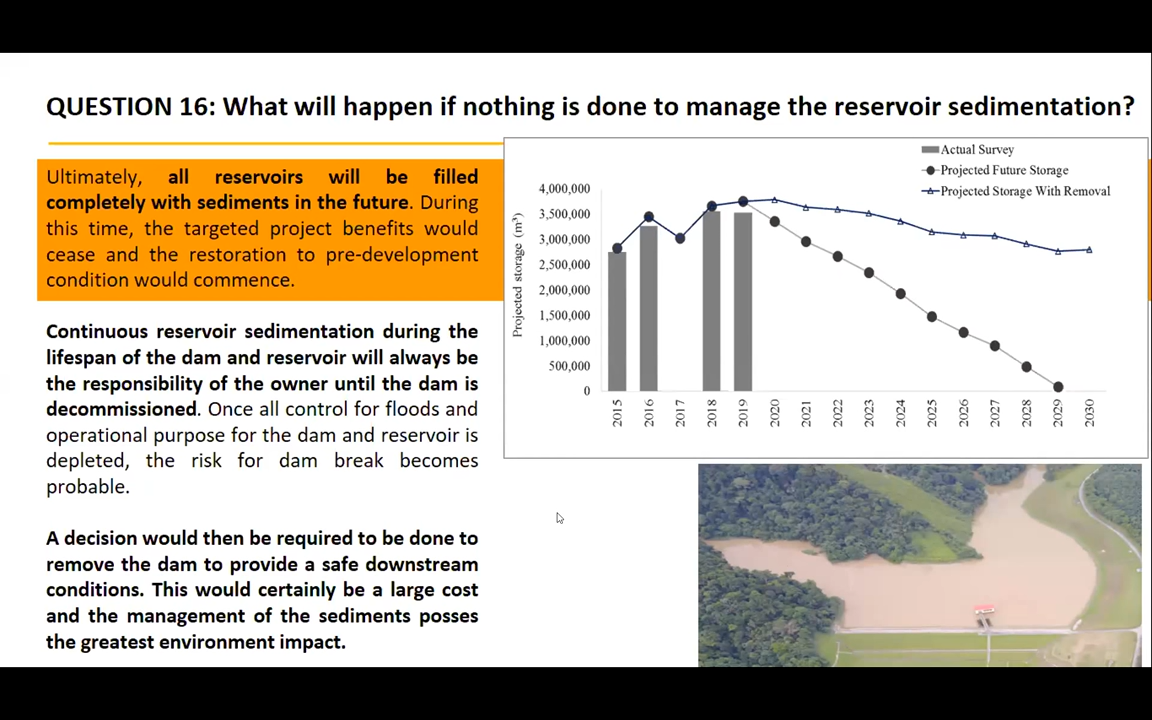 QUESTION 16: What will happen if nothing is done to manage the reservoir sedimentation?
Ultimately, all reservoirs will be filled
completely with sediments in the future. During
this time, the targeted project benefits would
cease and the restoration to pre-development
condition would commence.
Continuous reservoir sedimentation during the
lifespan of the dam and reservoir will always be
the responsibility of the owner until the dam is
decommissioned. Once all control for floods and
operational purpose for the dam and reservoir is
depleted, the risk for dam break becomes
probable.
A decision would then be required to be done to
remove the dam to provide a safe downstream
conditions. This would certainly be a large cost
and the management of the sediments posses
the greatest environment impact.
Actual Survey
Projected Future Storage
Projected Storage With Removal
Projected storage (m³)
4,000,000
3,500,000
3,000,000
2,500,000
2,000,000
1,500,000
1,000,000
500,000
0
2015
2016
2017
2018
2019
2020
2021
2022
2023
2024
2025
2026
2027
2028
2029
2030